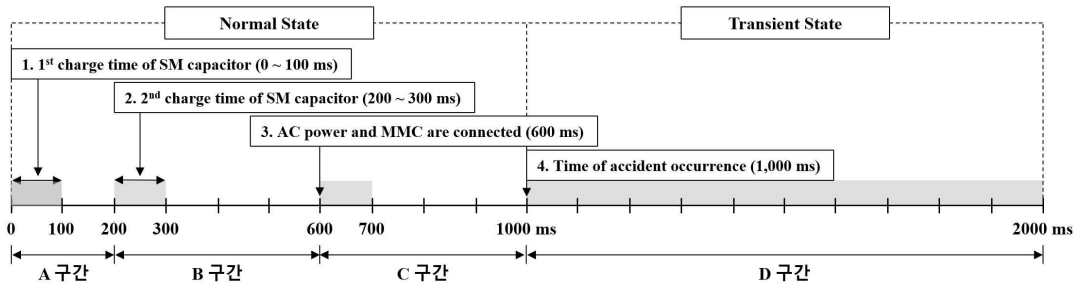 Normal State
Transient State
1. 1st charge time of SM capacitor (0 ~ 100 ms)
2. 2nd charge time of SM capacitor (200 ~ 300 ms)
3. AC power and MMC are connected (600 ms)
4. Time of accident occurrence (1,000 ms)
0 100 200 300 600 700 1000 ms 2000 ms
A 구간 B 구간 C 구간 D 구간